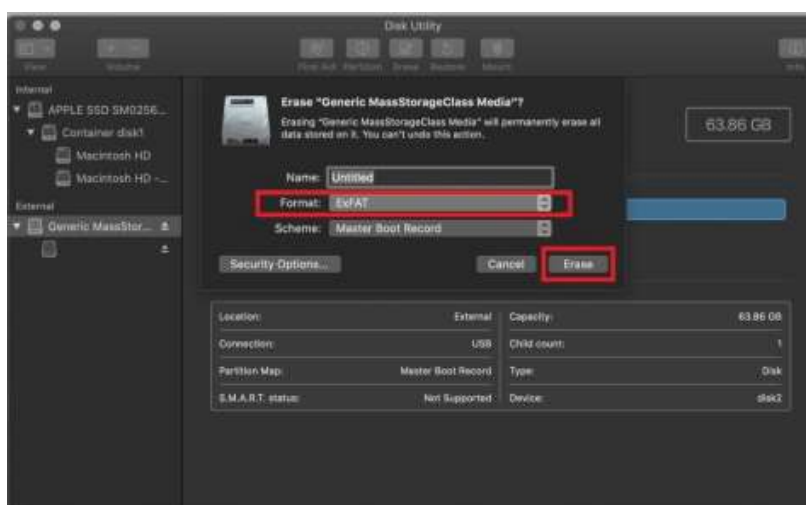 Disk Utility
View
Volume
First Aid Partition Erase Restore Mount
Info
Internal
APPLE SSD SM0256...
Container disk1
Macintosh HD
Macintosh HD -...
External
Generic MassStor...
Erase "Generic MassStorageClass Media"?
Erasing "Generic MassStorageClass Media" will permanently erase all
data stored on it. You can't undo this action.
Name: Untitled
Format: ExFAT
Scheme: Master Boot Record
Security Options... Cancel Erase
63.86 GB
Location: External Capacity: 63.86 GB
Connection: USB Child count: 1
Partition Map: Master Boot Record Type: Disk
S.M.A.R.T. status: Not Supported Device: disk2